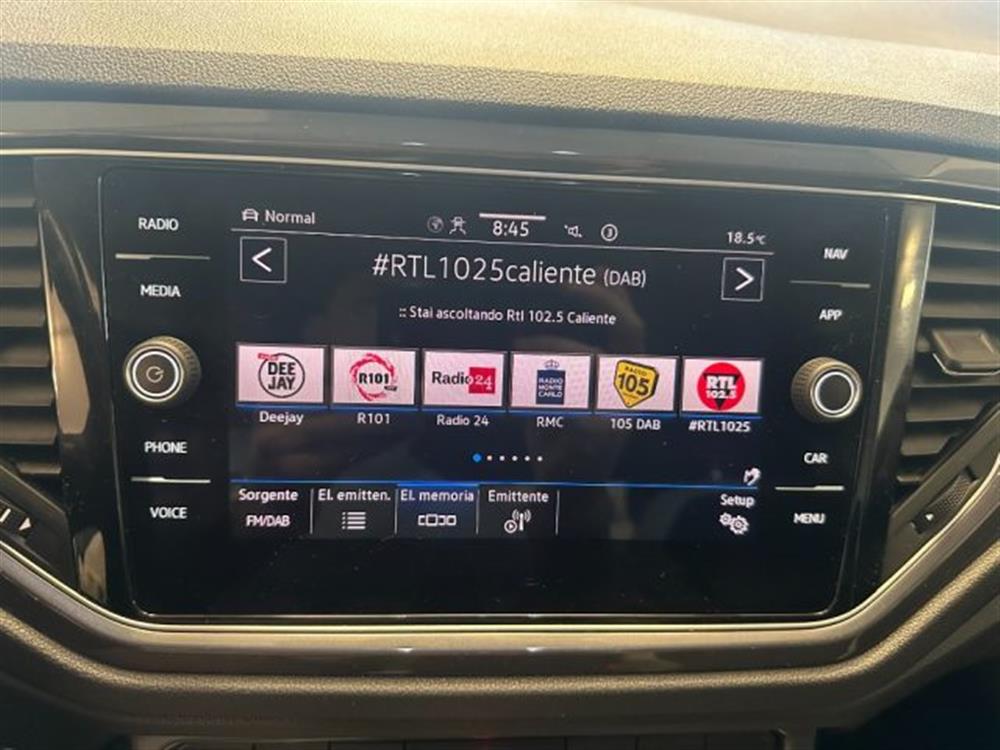 RADIO
MEDIA
PHONE
VOICE
Normal
8:45
3
18.5°C
#RTL1025caliente (DAB)
:: Stai ascoltando Rtl 102.5 Caliente
DEE
JAY
R101
Radio24
RADIO
MONTE
CARLO
RADIO
105
RTL
102.5
Deejay
R101
Radio 24
RMC
105 DAB
#RTL1025
Sorgente
FM/DAB
El. emitten.
El. memoria
Emittente
Setup
NAV
APP
CAR
MENU